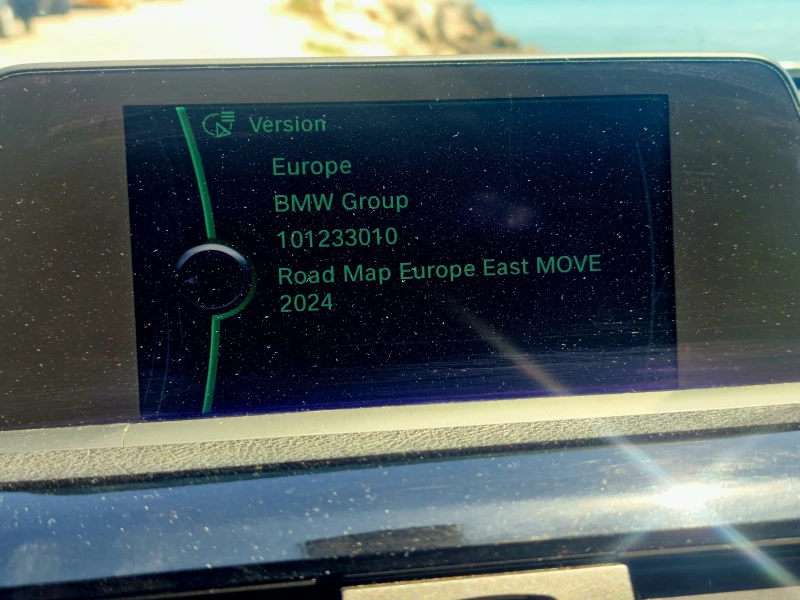 Version
Europe
BMW Group
101233010
Road Map Europe East MOVE
2024